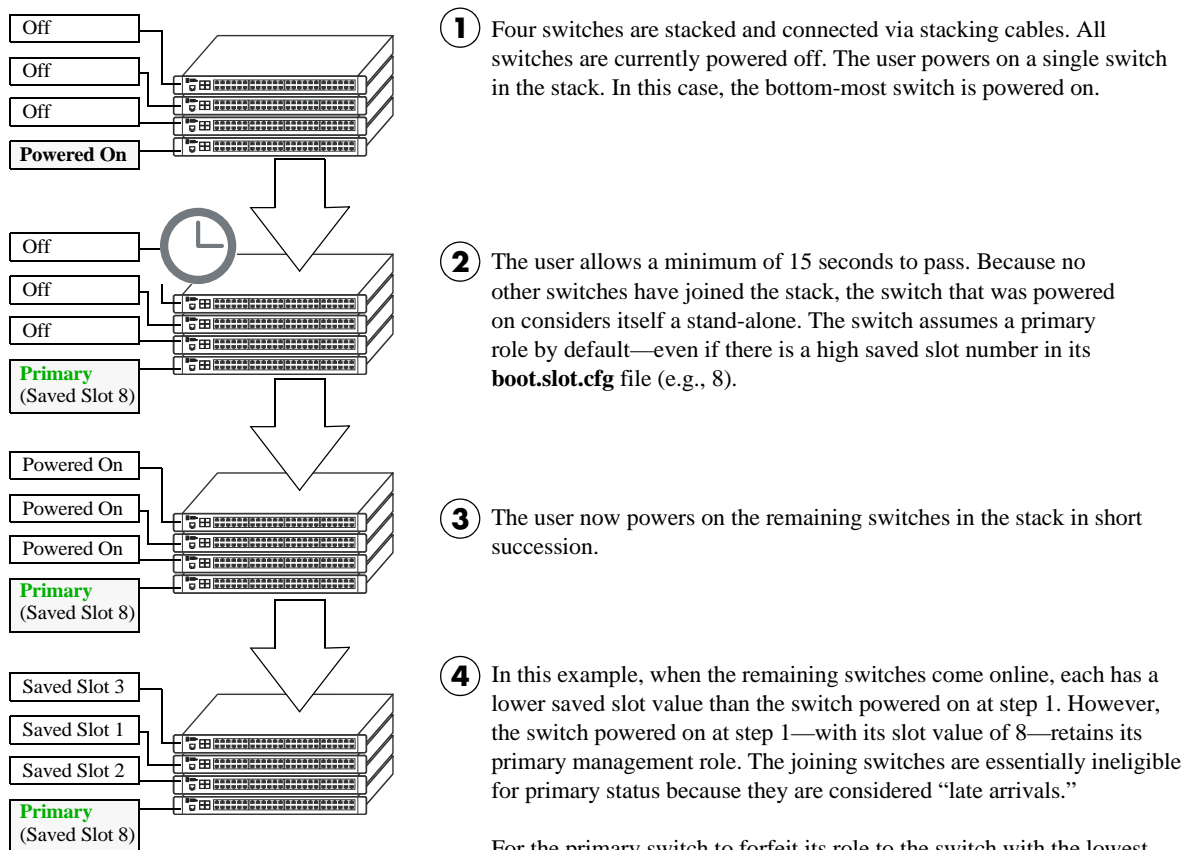 Off
Off
Off
Powered On
1 Four switches are stacked and connected via stacking cables. All
switches are currently powered off. The user powers on a single switch
in the stack. In this case, the bottom-most switch is powered on.
Off
Off
Off
Primary
(Saved Slot 8)
2 The user allows a minimum of 15 seconds to pass. Because no
other switches have joined the stack, the switch that was powered
on considers itself a stand-alone. The switch assumes a primary
role by default—even if there is a high saved slot number in its
boot.slot.cfg file (e.g., 8).
Powered On
Powered On
Powered On
Primary
(Saved Slot 8)
3 The user now powers on the remaining switches in the stack in short
succession.
Saved Slot 3
Saved Slot 1
Saved Slot 2
Primary
(Saved Slot 8)
4 In this example, when the remaining switches come online, each has a
lower saved slot value than the switch powered on at step 1. However,
the switch powered on at step 1—with its slot value of 8—retains its
primary management role. The joining switches are essentially ineligible
for primary status because they are considered “late arrivals.”
For the primary switch to forfeit its role to the switch with the lowest